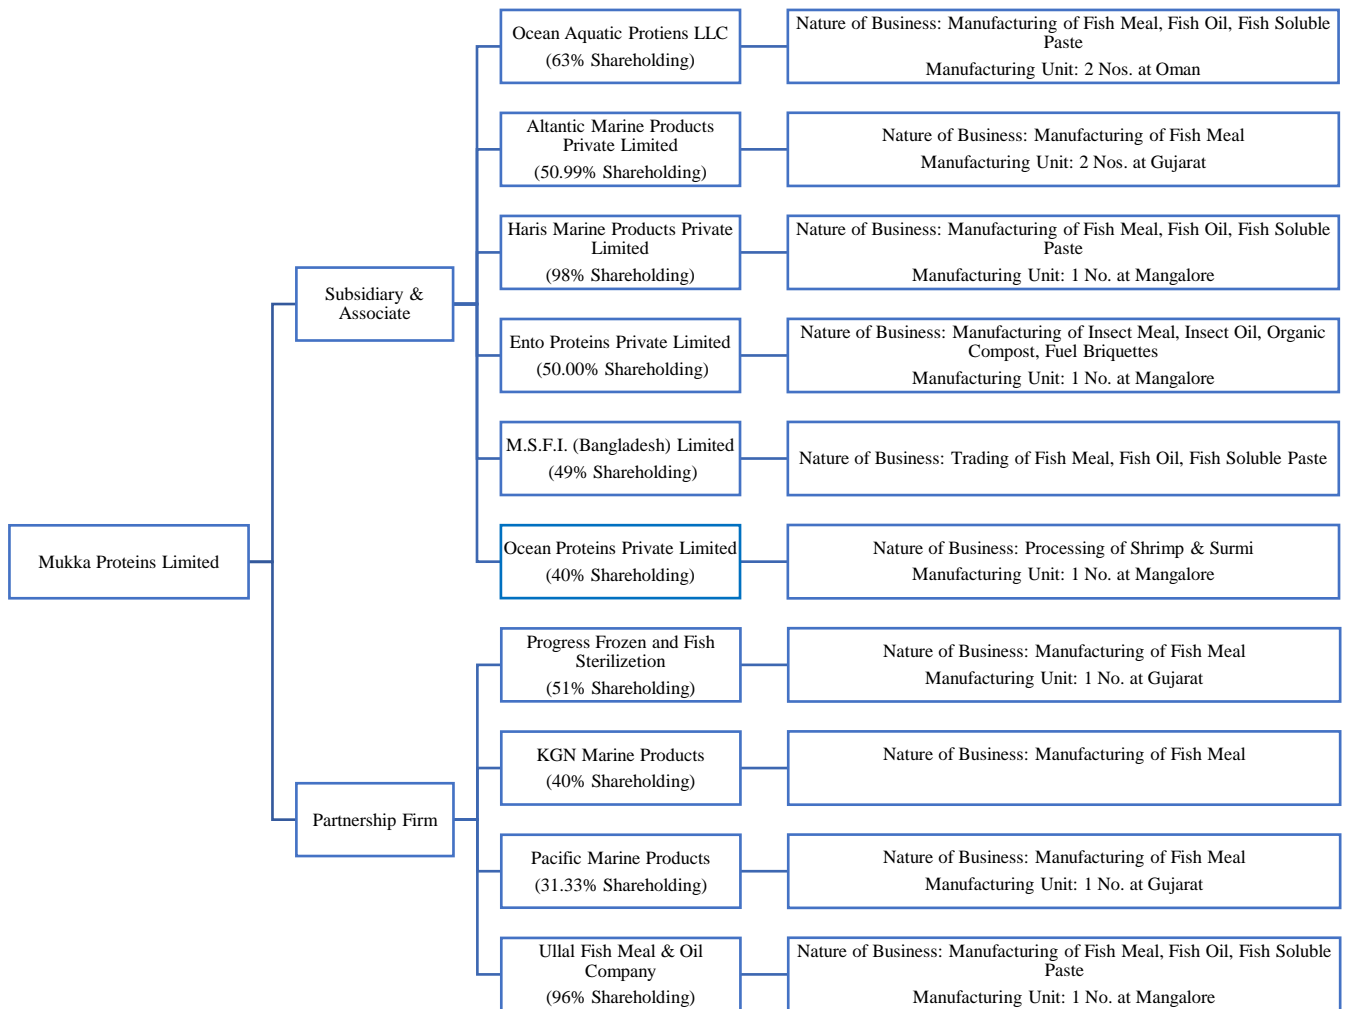 Ocean Aquatic Protiens LLC
(63% Shareholding)
Nature of Business: Manufacturing of Fish Meal, Fish Oil, Fish Soluble
Paste
Manufacturing Unit: 2 Nos. at Oman
Altantic Marine Products
Private Limited
(50.99% Shareholding)
Nature of Business: Manufacturing of Fish Meal
Manufacturing Unit: 2 Nos. at Gujarat
Haris Marine Products Private
Limited
(98% Shareholding)
Nature of Business: Manufacturing of Fish Meal, Fish Oil, Fish Soluble
Paste
Manufacturing Unit: 1 No. at Mangalore
Subsidiary &
Associate
Ento Proteins Private Limited
(50.00% Shareholding)
Nature of Business: Manufacturing of Insect Meal, Insect Oil, Organic
Compost, Fuel Briquettes
Manufacturing Unit: 1 No. at Mangalore
M.S.F.I. (Bangladesh) Limited
(49% Shareholding)
Nature of Business: Trading of Fish Meal, Fish Oil, Fish Soluble Paste
Mukka Proteins Limited
Ocean Proteins Private Limited
(40% Shareholding)
Nature of Business: Processing of Shrimp & Surmi
Manufacturing Unit: 1 No. at Mangalore
Progress Frozen and Fish
Sterilizetion
(51% Shareholding)
Nature of Business: Manufacturing of Fish Meal
Manufacturing Unit: 1 No. at Gujarat
KGN Marine Products
(40% Shareholding)
Nature of Business: Manufacturing of Fish Meal
Partnership Firm
Pacific Marine Products
(31.33% Shareholding)
Nature of Business: Manufacturing of Fish Meal
Manufacturing Unit: 1 No. at Gujarat
Ullal Fish Meal & Oil
Company
(96% Shareholding)
Nature of Business: Manufacturing of Fish Meal, Fish Oil, Fish Soluble
Paste
Manufacturing Unit: 1 No. at Mangalore